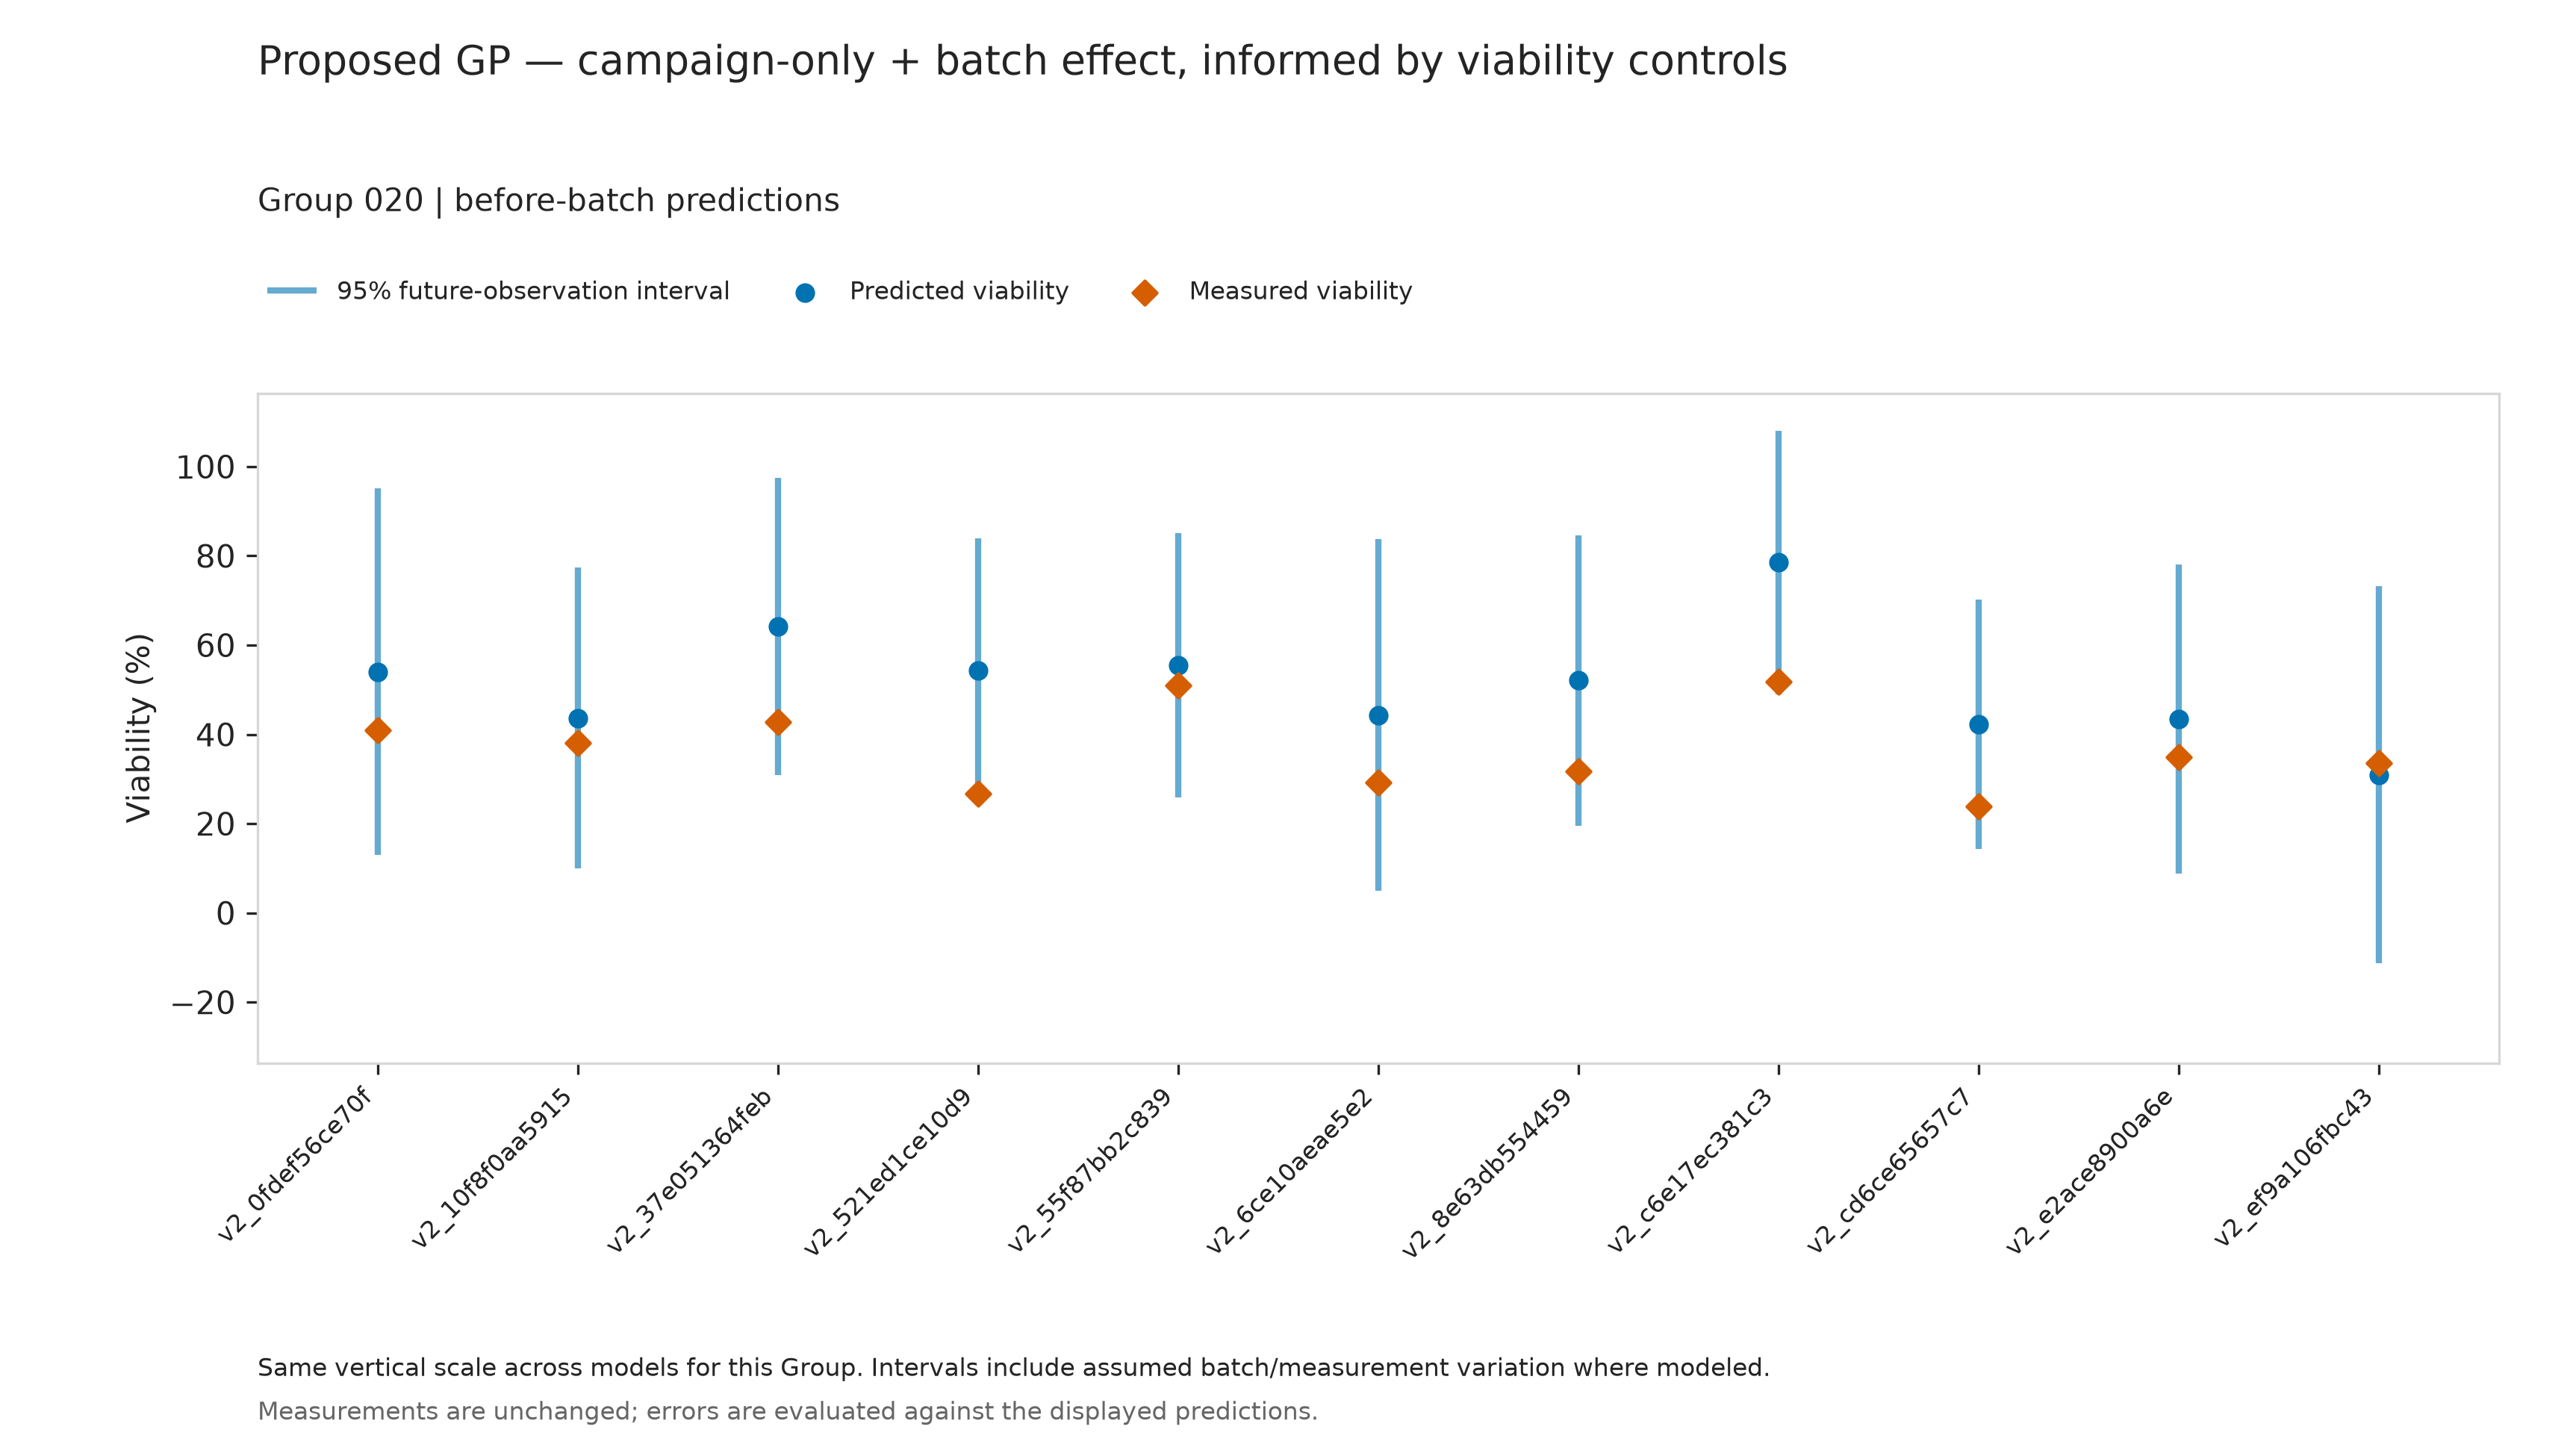 Proposed GP — campaign-only + batch effect, informed by viability controls
Group 020 | before-batch predictions
95% future-observation interval
Predicted viability
Measured viability
Viability (%)
100
80
60
40
20
0
−20
v2_0fdef56ce70f
v2_10f8f0aa5915
v2_37e051364feb
v2_521ed1ce10d9
v2_55f87bb2c839
v2_6ce10aeae5e2
v2_8e63db554459
v2_c6e17ec381c3
v2_cd6ce65657c7
v2_e2ace8900a6e
v2_ef9a106fbc43
Same vertical scale across models for this Group. Intervals include assumed batch/measurement variation where modeled.
Measurements are unchanged; errors are evaluated against the displayed predictions.